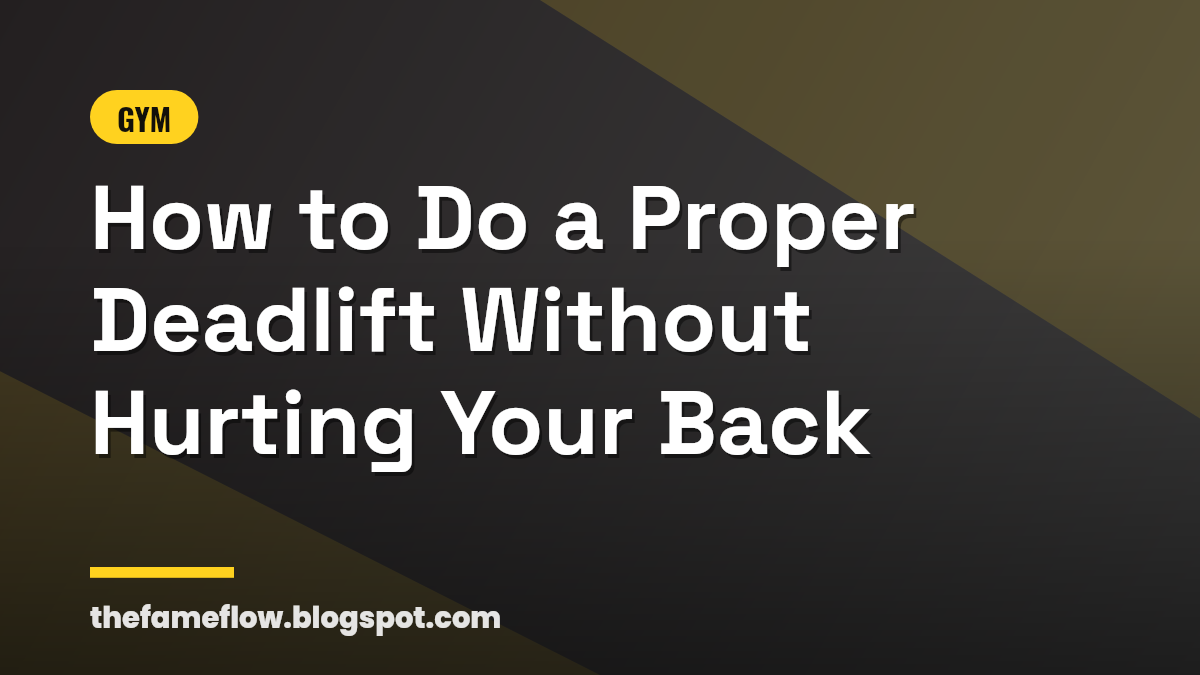 GYM
How to Do a Proper
Deadlift Without
Hurting Your Back
thefameflow.blogspot.com